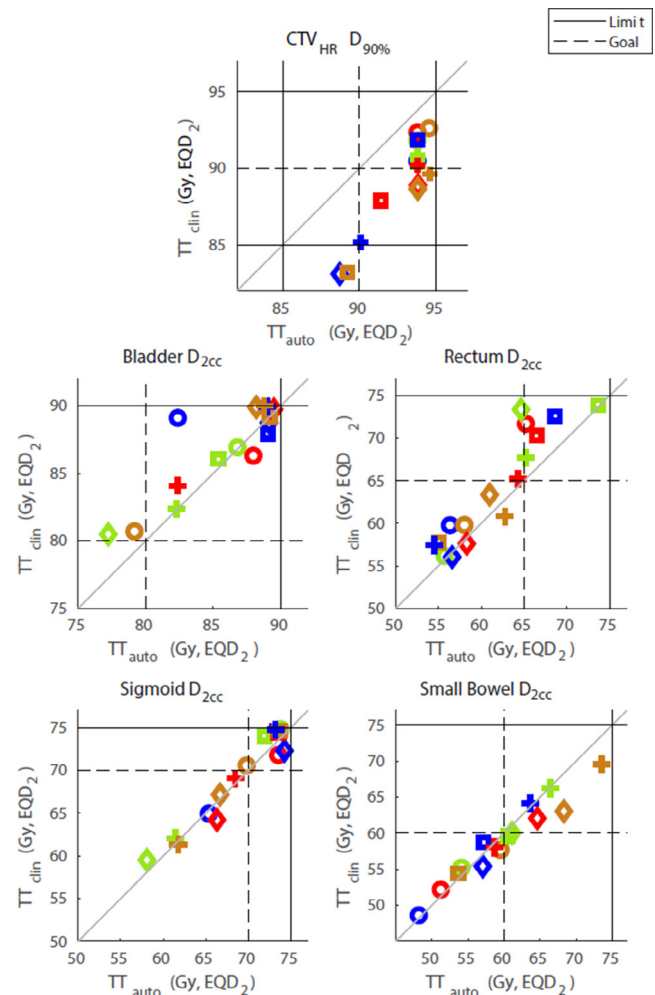 Limit
Goal
CTV_HR D_90%
95
90
85
TT_clin (Gy, EQD_2)
85 90 95
TT_auto (Gy, EQD_2)
Bladder D_2cc
90
85
80
75
TT_clin (Gy, EQD_2)
75 80 85 90
TT_auto (Gy, EQD_2)
Rectum D_2cc
75
70
65
60
55
50
TT_clin (Gy, EQD_2)
50 55 60 65 70 75
TT_auto (Gy, EQD_2)
Sigmoid D_2cc
75
70
65
60
55
50
TT_clin (Gy, EQD_2)
50 55 60 65 70 75
TT_auto (Gy, EQD_2)
Small Bowel D_2cc
75
70
65
60
55
50
TT_clin (Gy, EQD_2)
50 55 60 65 70 75
TT_auto (Gy, EQD_2)